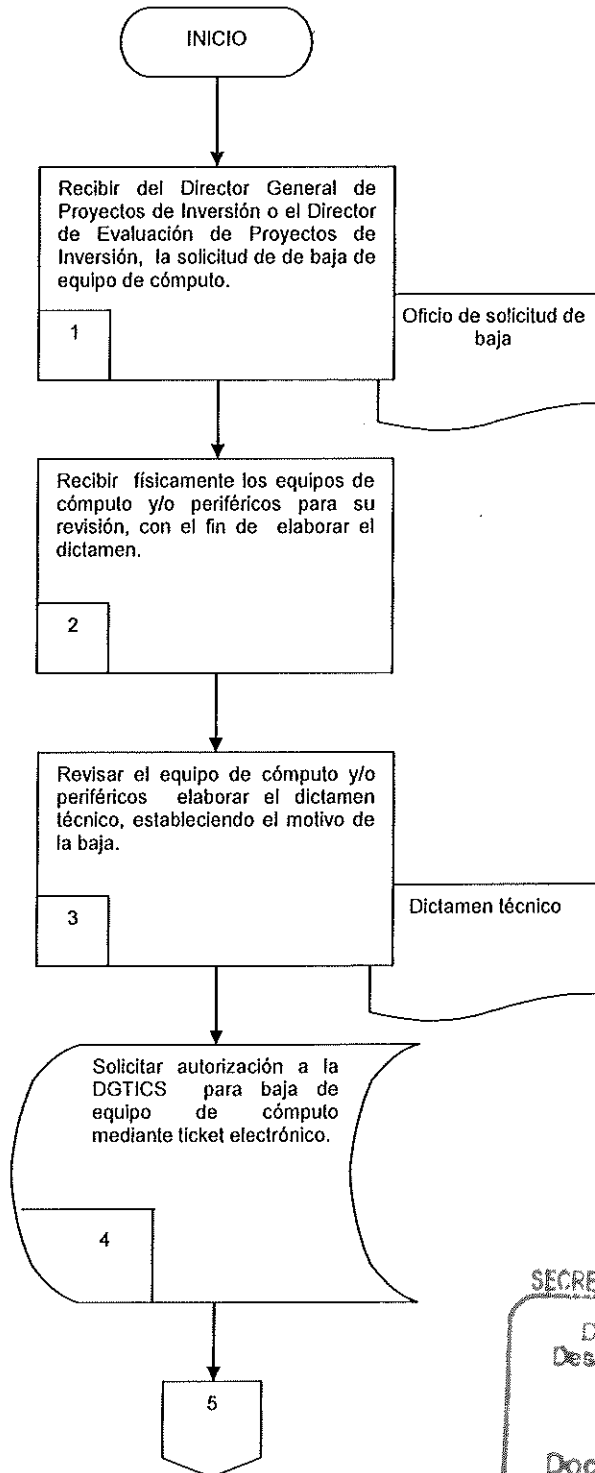 INICIO
Recibir del Director General de
Proyectos de Inversión o el Director
de Evaluación de Proyectos de
Inversión, la solicitud de de baja de
equipo de cómputo.
1
Oficio de solicitud de
baja
Recibir físicamente los equipos de
cómputo y/o periféricos para su
revisión, con el fin de elaborar el
dictamen.
2
Revisar el equipo de cómputo y/o
periféricos elaborar el dictamen
técnico, estableciendo el motivo de
la baja.
3
Dictamen técnico
Solicitar autorización a la
DGTICS para baja de
equipo de cómputo
mediante ticket electrónico.
4
5
SECRE
D
Des
Doc